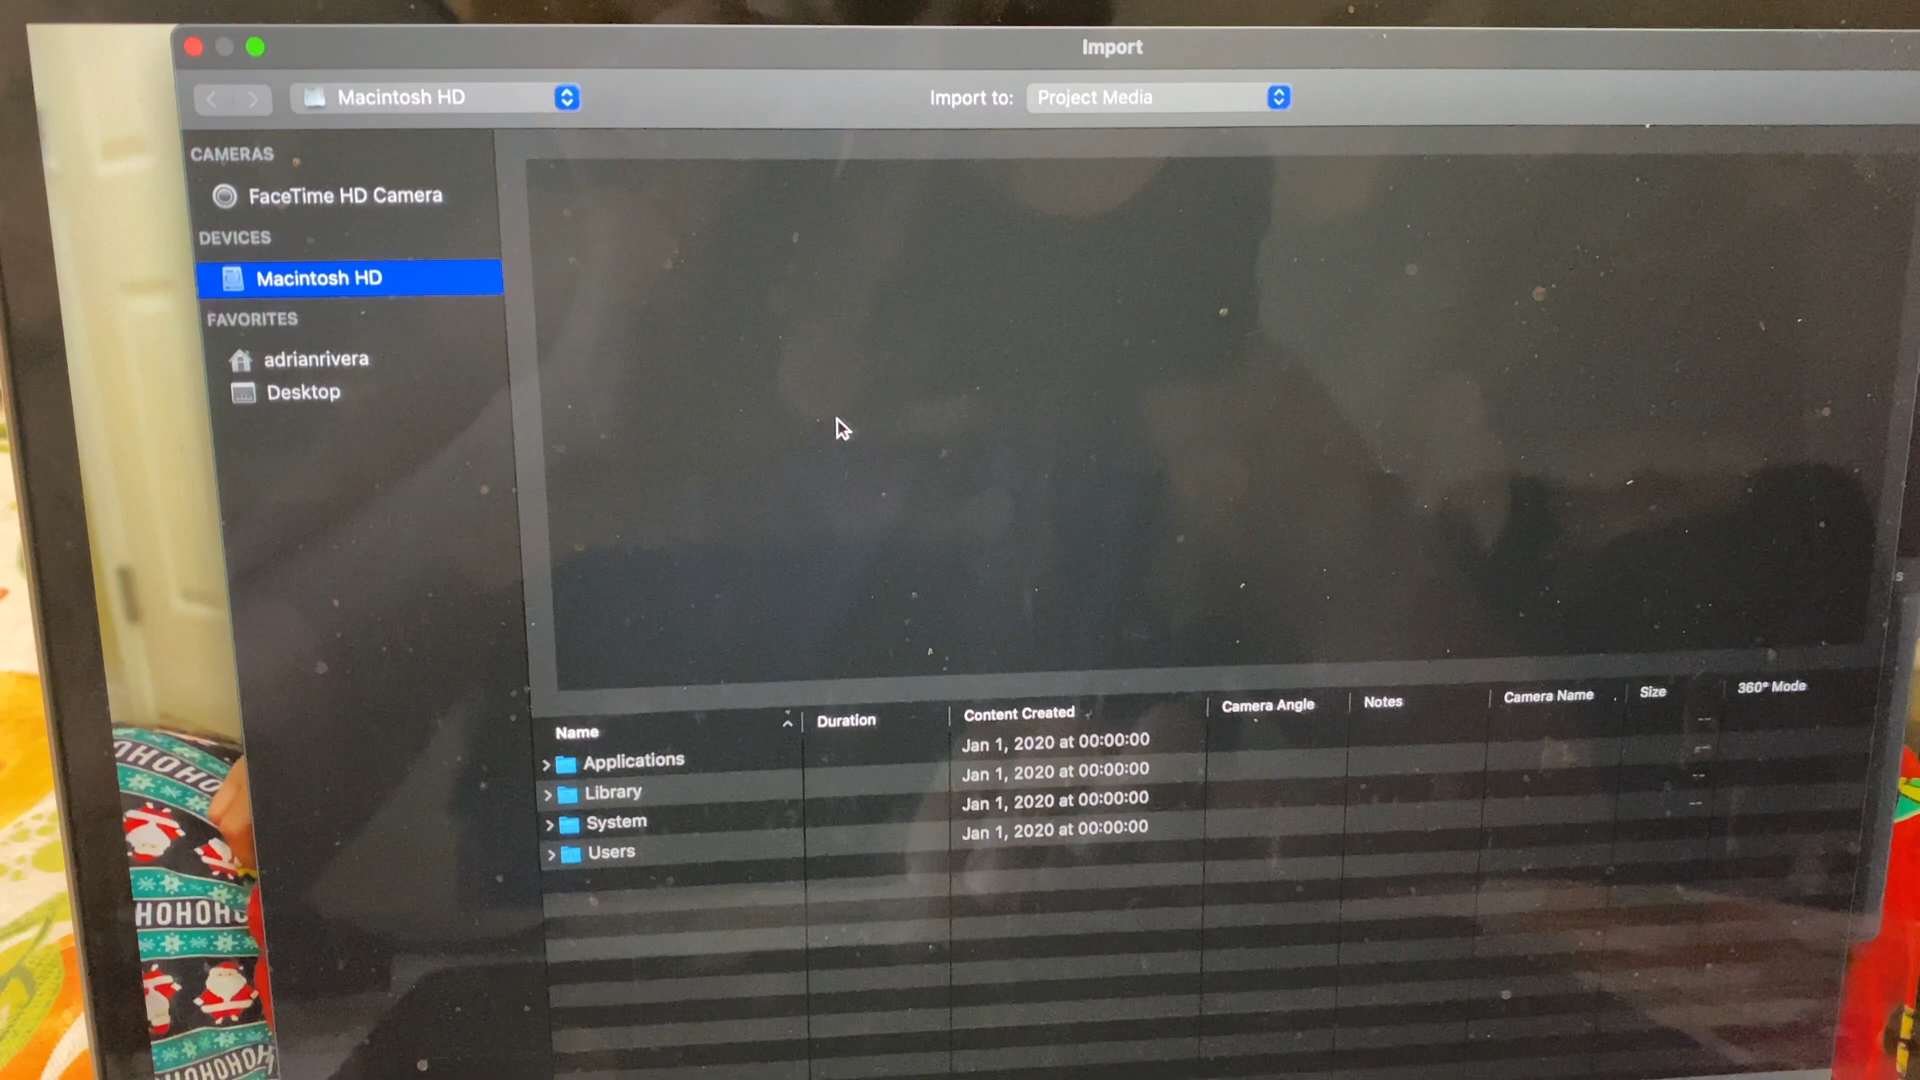 Import
Macintosh HD
Import to: Project Media
CAMERAS
FaceTime HD Camera
DEVICES
Macintosh HD
FAVORITES
adrianrivera
Desktop
Name Duration Content Created Camera Angle Notes Camera Name Size 360° Mode
Applications Jan 1, 2020 at 00:00:00 --
Library Jan 1, 2020 at 00:00:00 --
System Jan 1, 2020 at 00:00:00 --
Users Jan 1, 2020 at 00:00:00 --
s
HOHOHO
HOHOHO
HOHOH